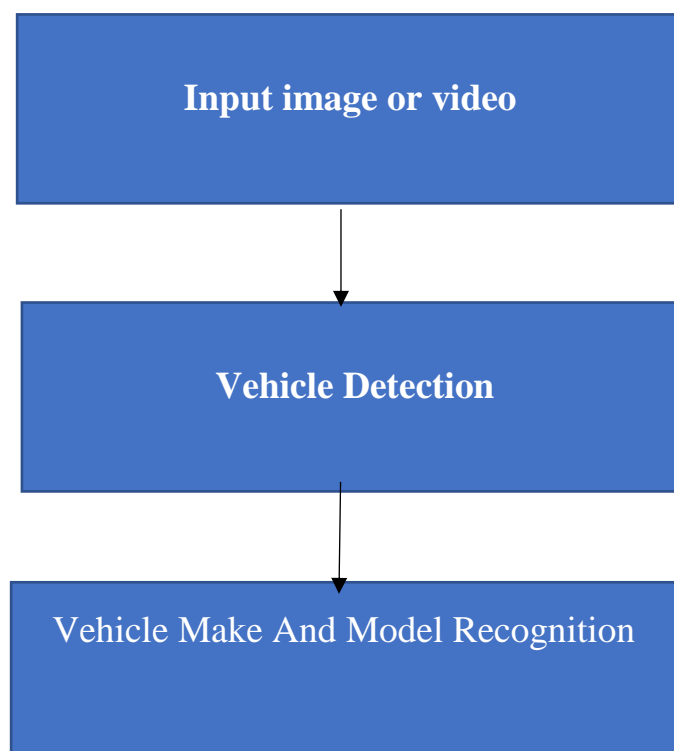 Input image or video
Vehicle Detection
Vehicle Make And Model Recognition